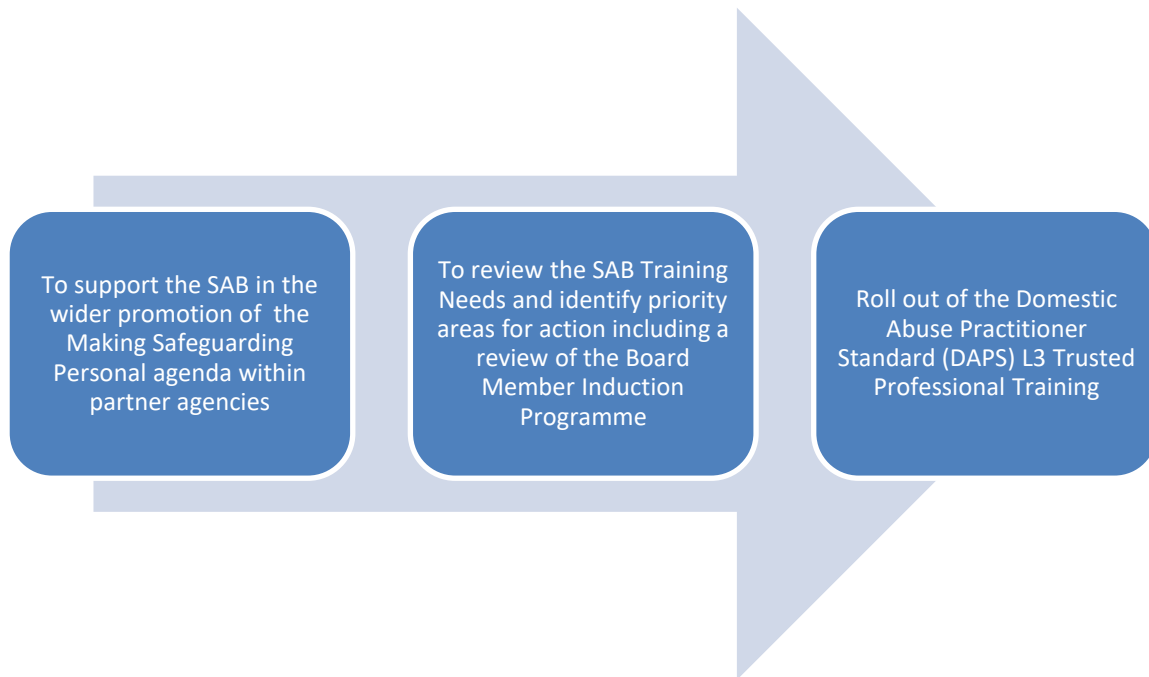 To support the SAB in the
wider promotion of  the
Making Safeguarding
Personal agenda within
partner agencies
To review the SAB Training
Needs and identify priority
areas for action including a
review of the Board
Member Induction
Programme
Roll out of the Domestic
Abuse Practitioner
Standard (DAPS) L3 Trusted
Professional Training